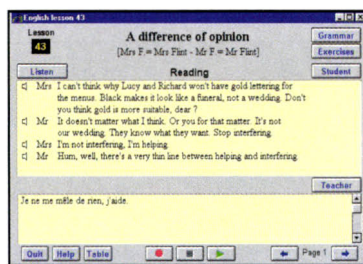 English lesson 43
Lesson
43
A difference of opinion
[Mrs F = Mrs Flint - Mr F = Mr Flint]
Grammar
Exercises
Listen
Reading
Student
Mrs I can't think why Lucy and Richard won't have gold lettering for
the menus. Black makes it look like a funeral, not a wedding. Don't
you think gold is more suitable, dear ?
Mr It doesn't matter what I think. Or you for that matter. It's not
our wedding. They know what they want. Stop interfering.
Mrs I'm not interfering, I'm helping.
Mr Hum, well, there's a very thin line between helping and interfering.
Teacher
Je ne me mêle de rien, j'aide.
Quit Help Table Page 1